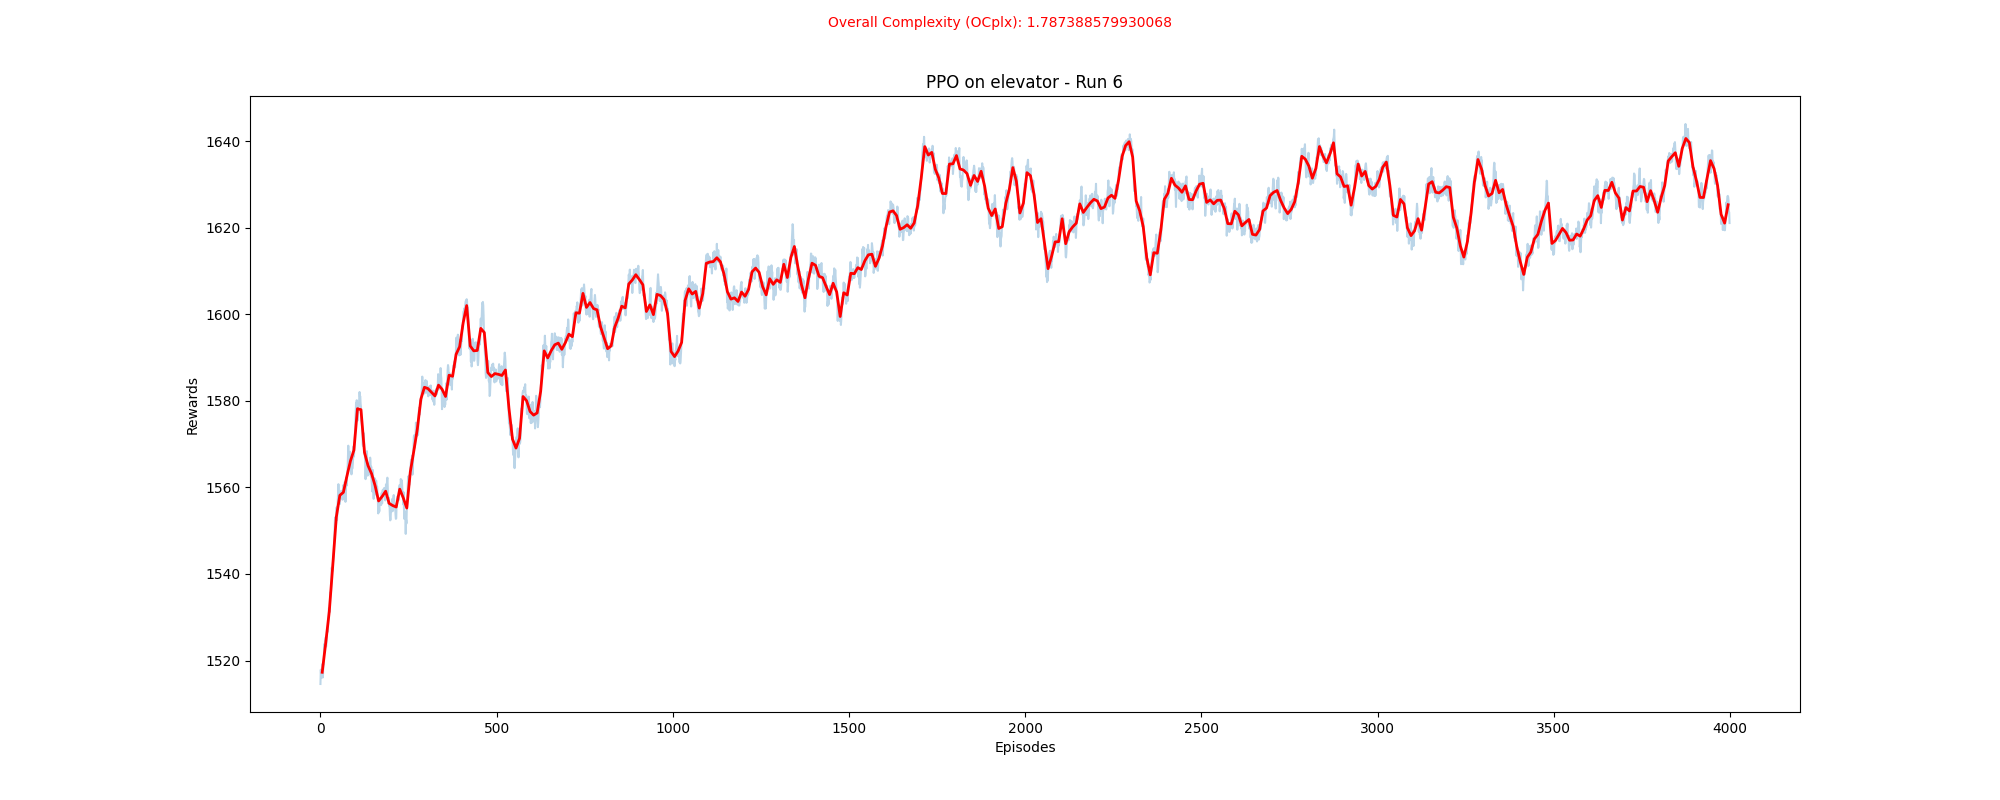 Overall Complexity (OCplx): 1.787388579930068
PPO on elevator - Run 6
1640
1620
1600
1580
1560
1540
1520
Rewards
0 500 1000 1500 2000 2500 3000 3500 4000
Episodes